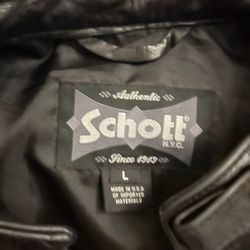 Authentic
Schott
N.Y.C.
Since 1913
L
MADE IN U.S.A
OF IMPORTED
MATERIALS